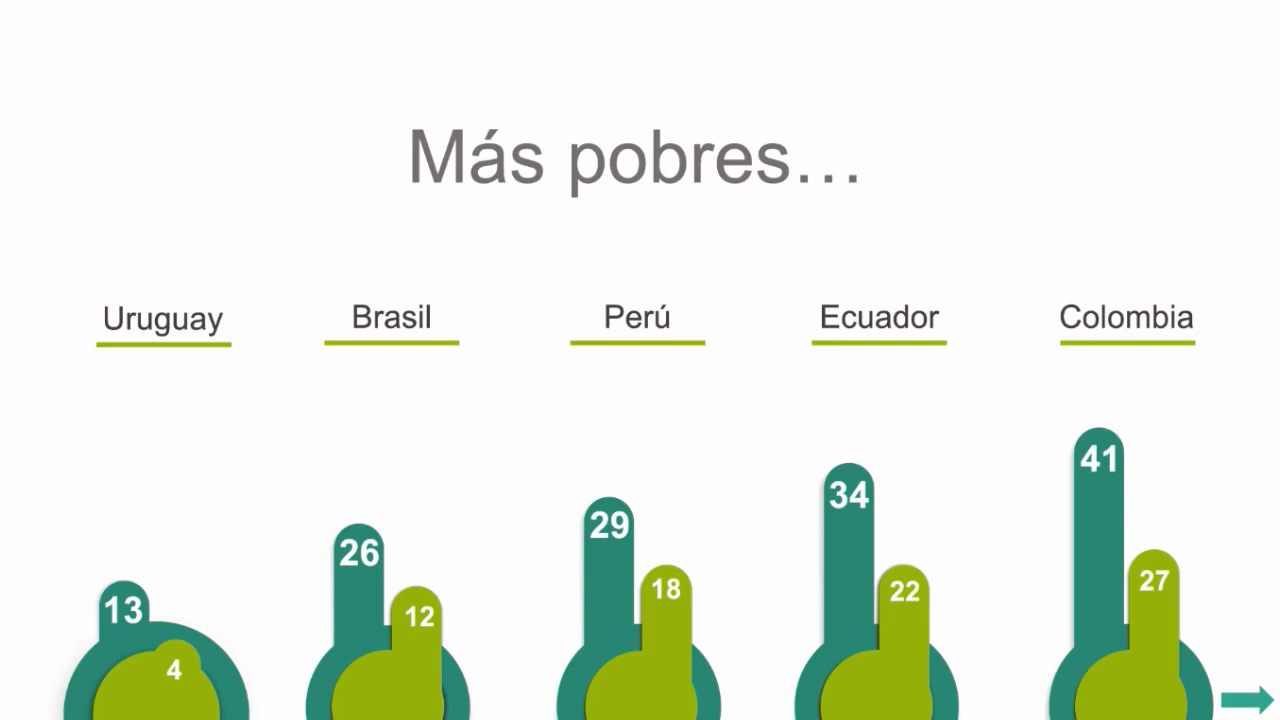 Más pobres…
Uruguay
Brasil
Perú
Ecuador
Colombia
13
4
26
12
29
18
34
22
41
27